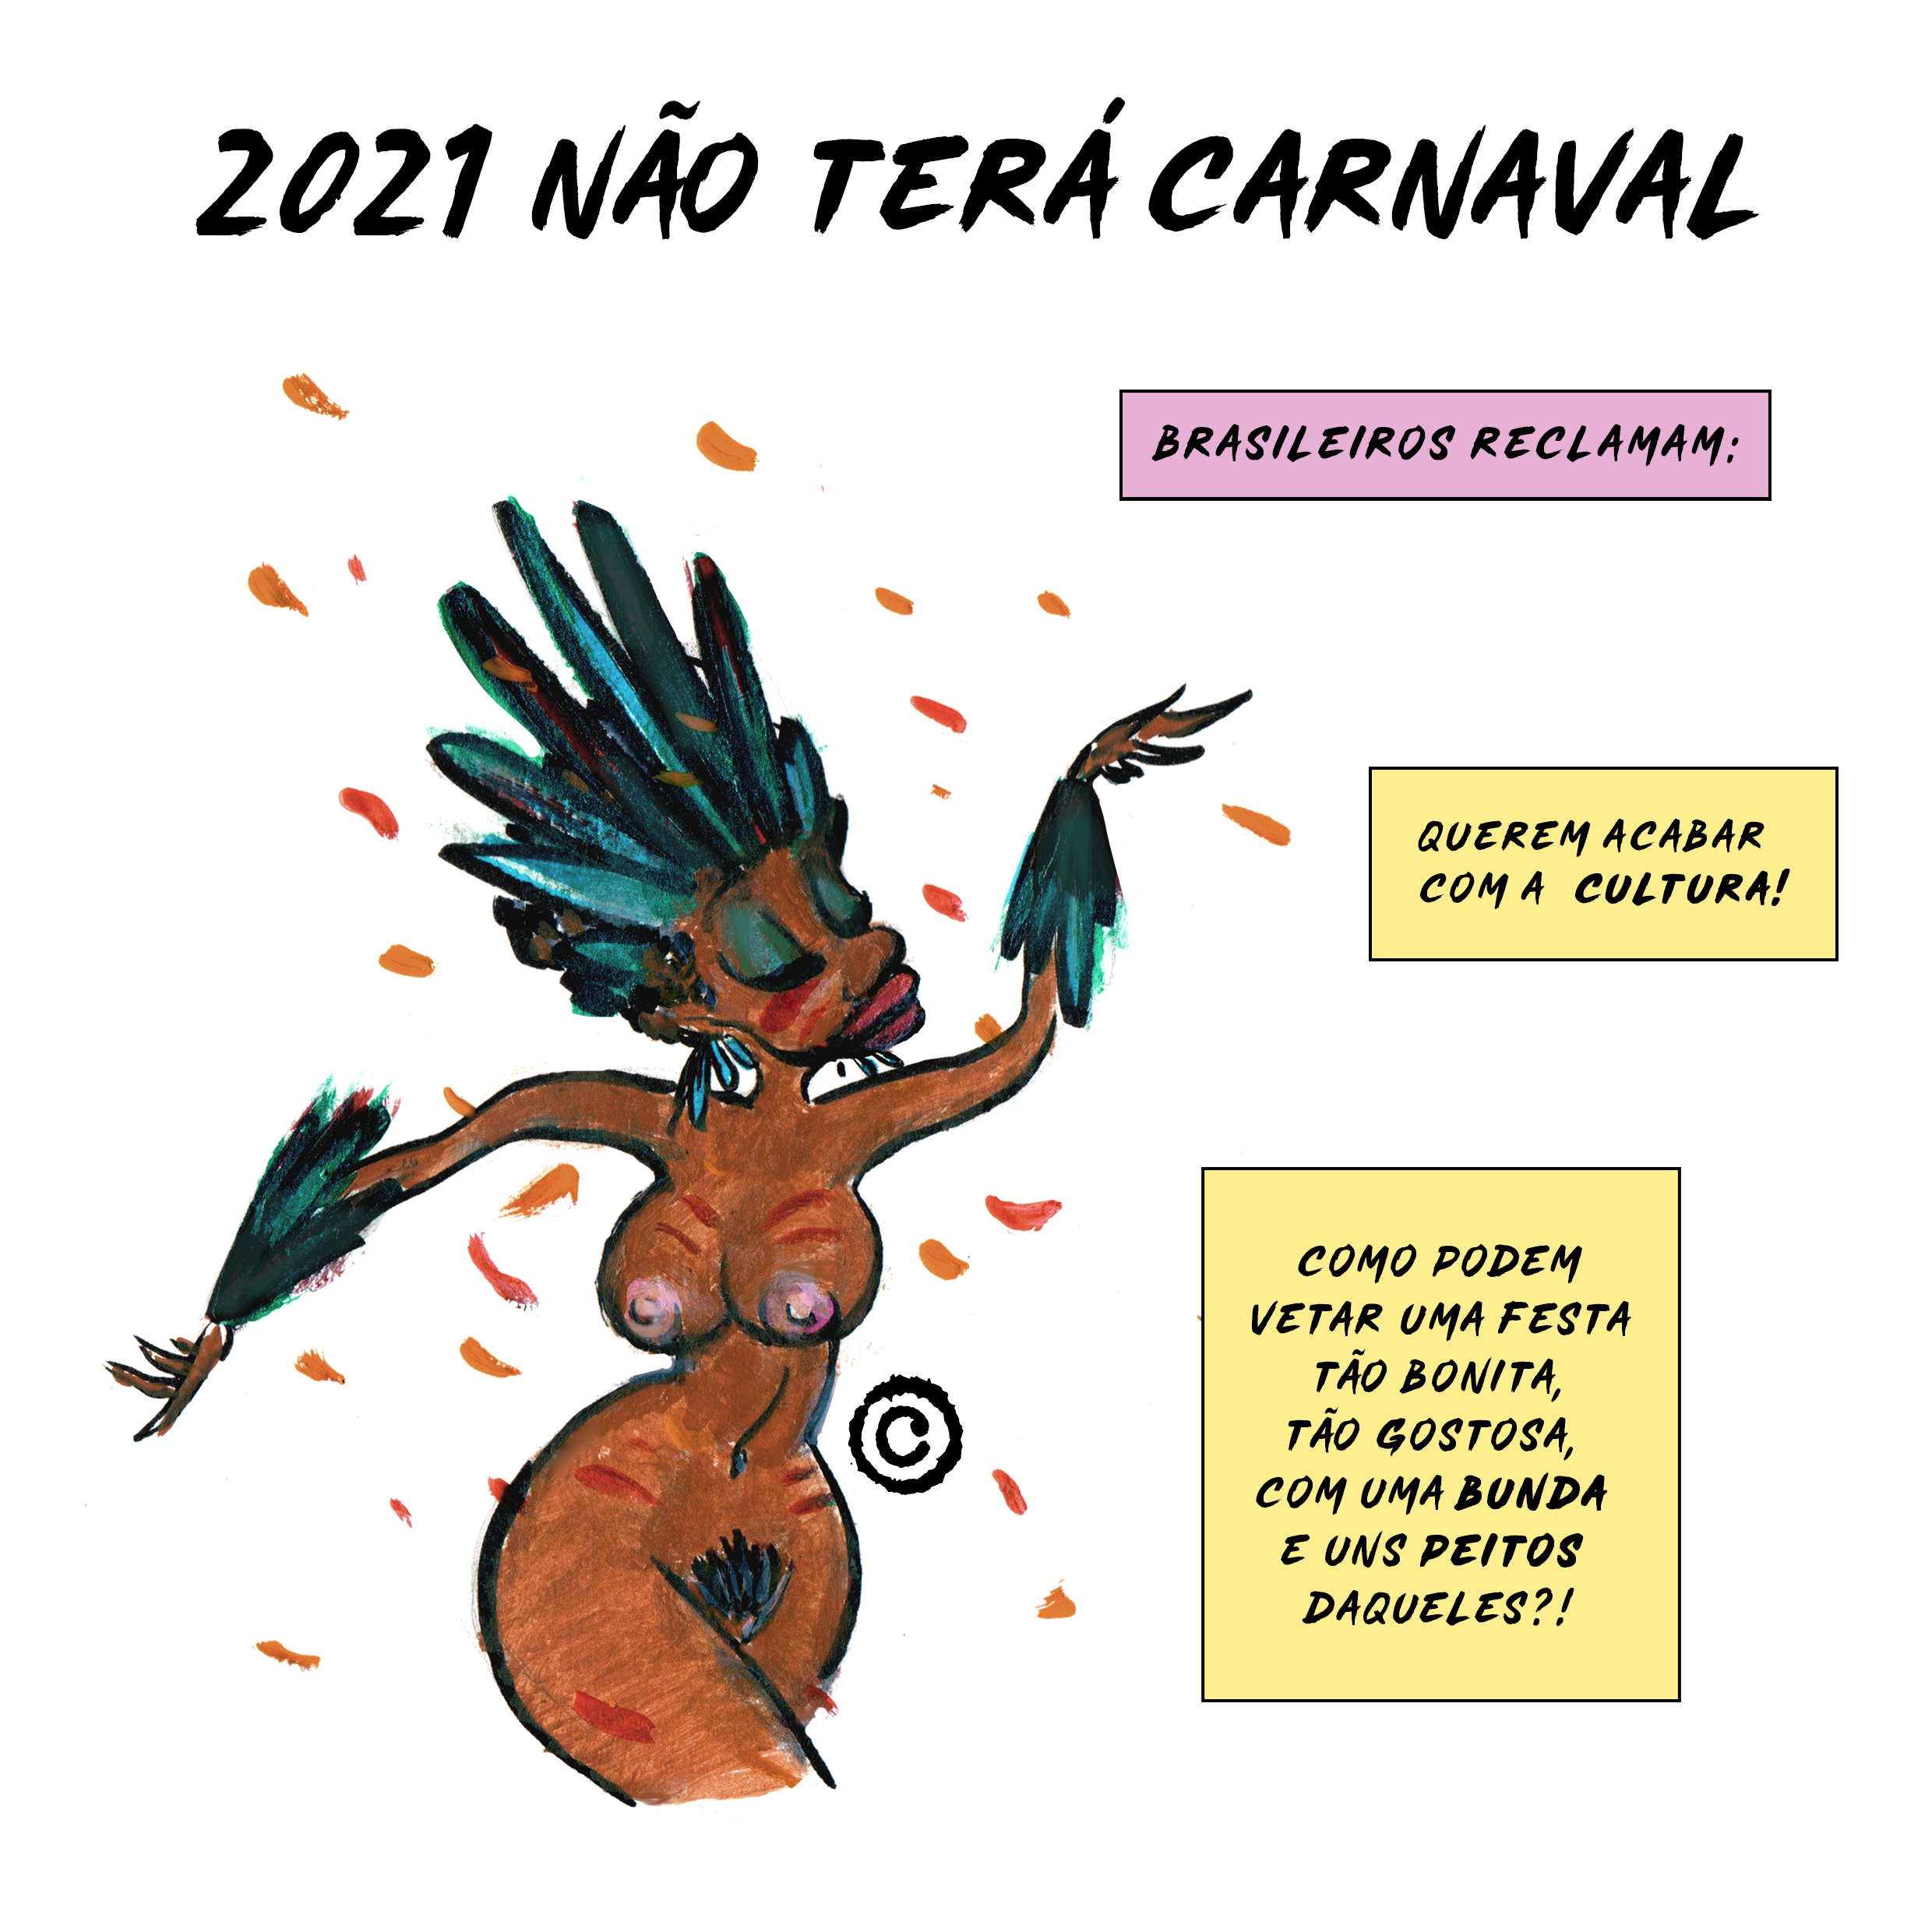 2021 NÃO TERÁ CARNAVAL
BRASILEIROS RECLAMAM:
QUEREM ACABAR
COM A CULTURA!
COMO PODEM
VETAR UMA FESTA
TÃO BONITA,
TÃO GOSTOSA,
COM UMA BUNDA
E UNS PEITOS
DAQUELES?!
©